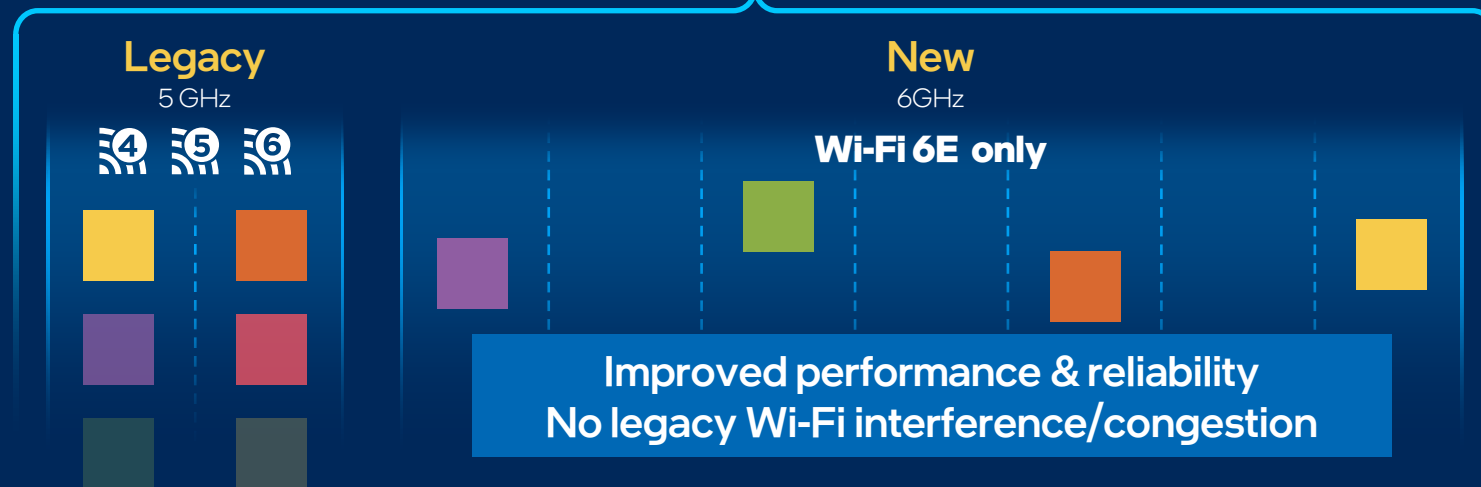 Legacy
5 GHz
4 5 6
New
6GHz
Wi-Fi 6E only
Improved performance & reliability
No legacy Wi-Fi interference/congestion